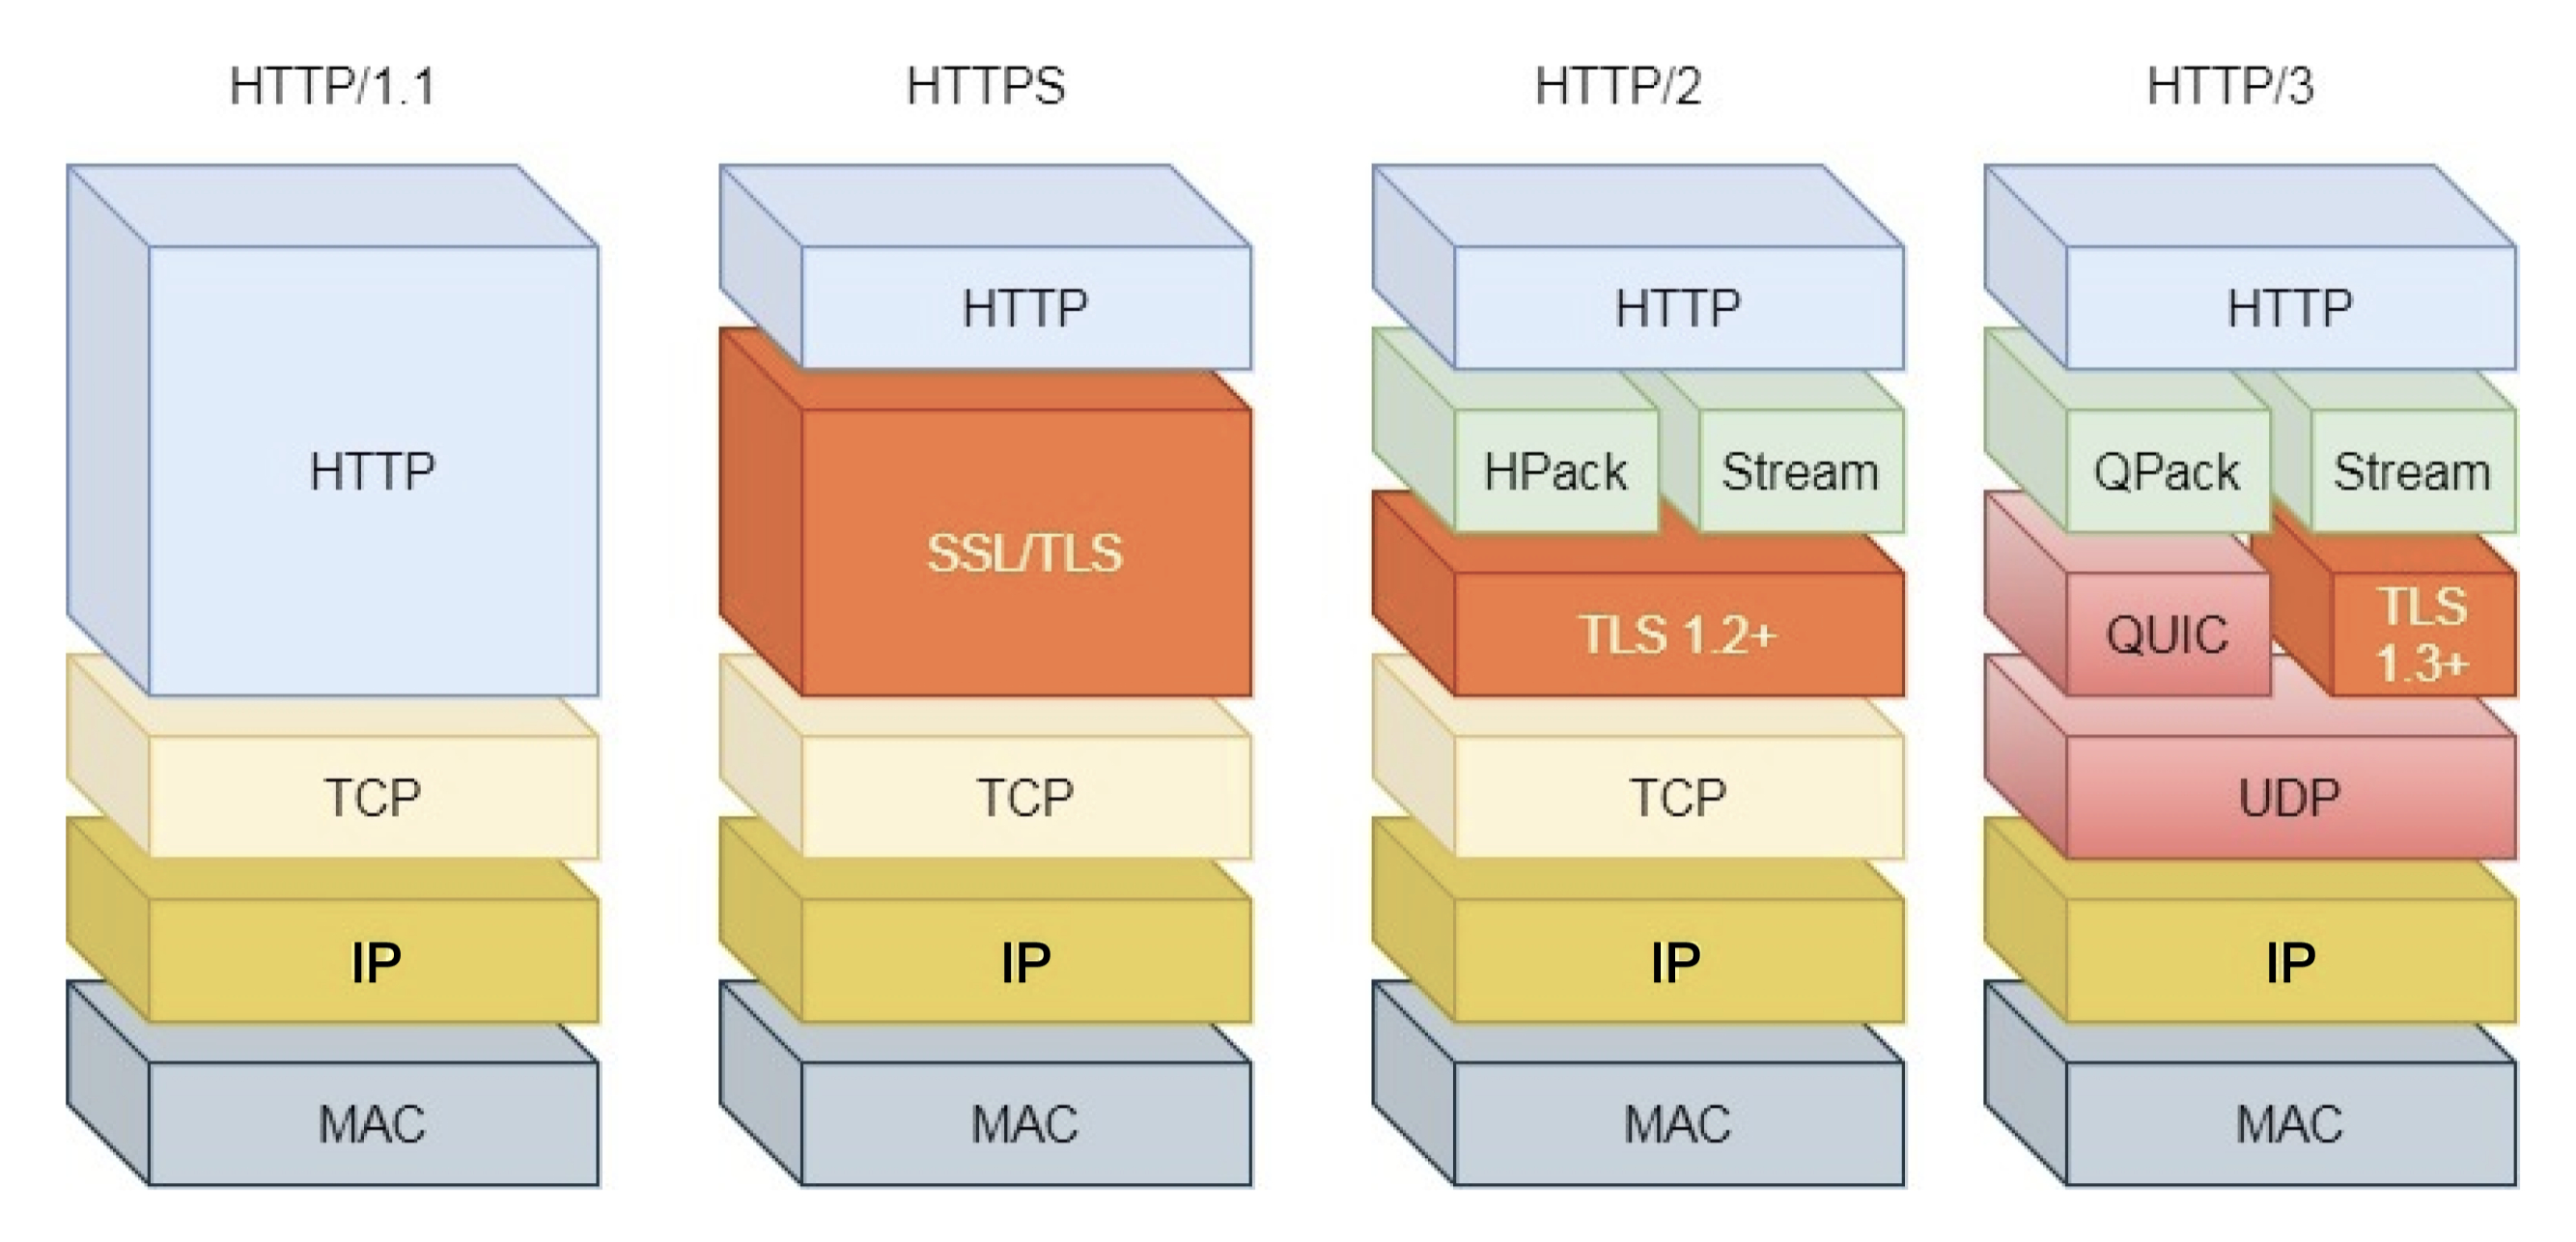 HTTP/1.1
HTTP
TCP
IP
MAC
HTTPS
HTTP
SSL/TLS
TCP
IP
MAC
HTTP/2
HTTP
HPack
Stream
TLS 1.2+
TCP
IP
MAC
HTTP/3
HTTP
QPack
Stream
QUIC
TLS
1.3+
UDP
IP
MAC